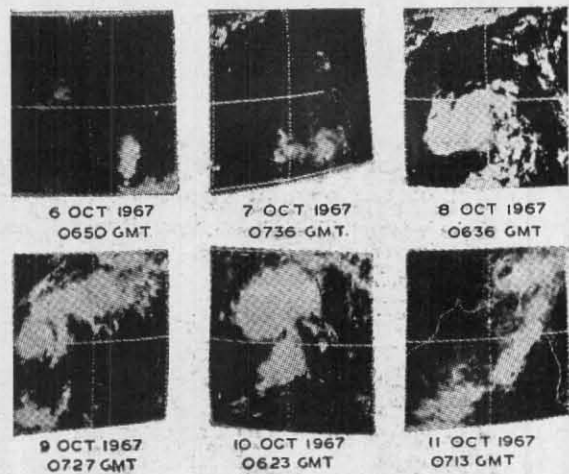 6 OCT 1967
0650 GMT
7 OCT 1967
0736 GMT
8 OCT 1967
0636 GMT
9 OCT 1967
0727 GMT
10 OCT 1967
0623 GMT
11 OCT 1967
0713 GMT